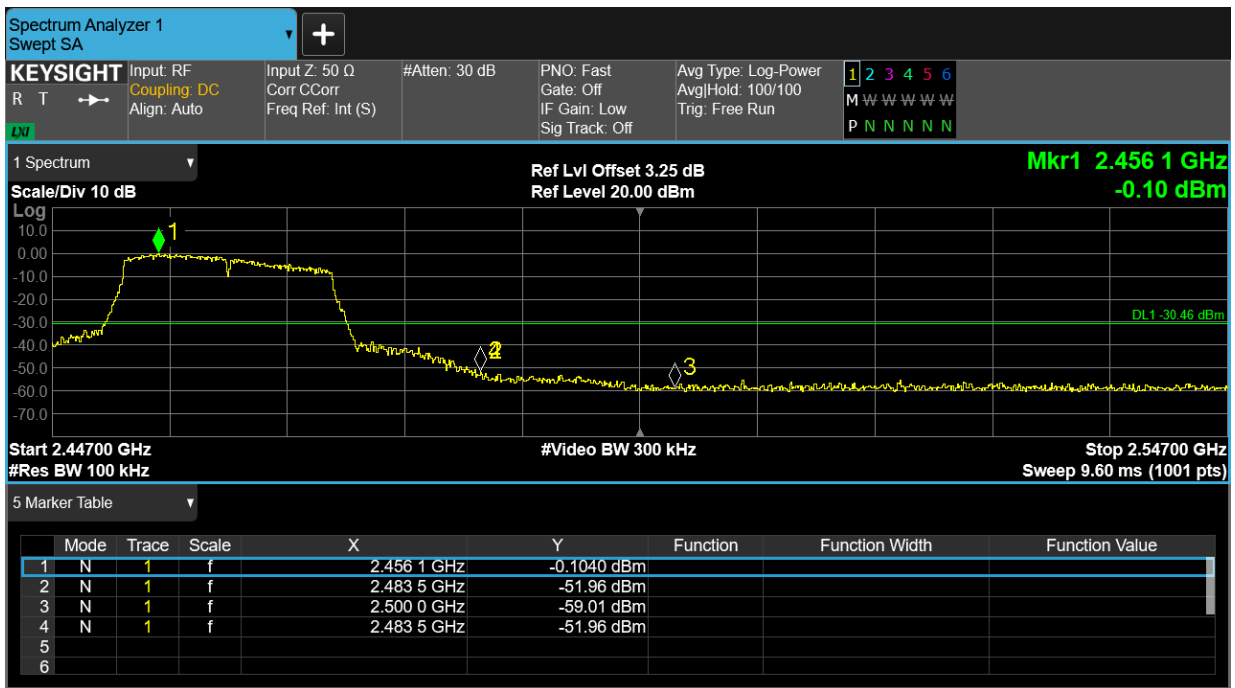 Spectrum Analyzer 1
Swept SA
+
KEYSIGHT Input: RF Input Z: 50 Ω #Atten: 30 dB PNO: Fast Avg Type: Log-Power 1 2 3 4 5 6
R T Coupling: DC Corr CCorr Gate: Off Avg|Hold: 100/100 M W W W W W W
Align: Auto Freq Ref: Int (S) IF Gain: Low Trig: Free Run
LXI Sig Track: Off P N N N N N N
1 Spectrum
Ref Lvl Offset 3.25 dB Mkr1 2.456 1 GHz
Scale/Div 10 dB Ref Level 20.00 dBm -0.10 dBm
Log
10.0
1
0.00
-10.0
-20.0
-30.0 DL1 -30.46 dBm
-40.0
2 4
-50.0
3
-60.0
-70.0
Start 2.44700 GHz #Video BW 300 kHz Stop 2.54700 GHz
#Res BW 100 kHz Sweep 9.60 ms (1001 pts)
5 Marker Table
Mode Trace Scale X Y Function Function Width Function Value
1 N 1 f 2.456 1 GHz -0.1040 dBm
2 N 1 f 2.483 5 GHz -51.96 dBm
3 N 1 f 2.500 0 GHz -59.01 dBm
4 N 1 f 2.483 5 GHz -51.96 dBm
5
6